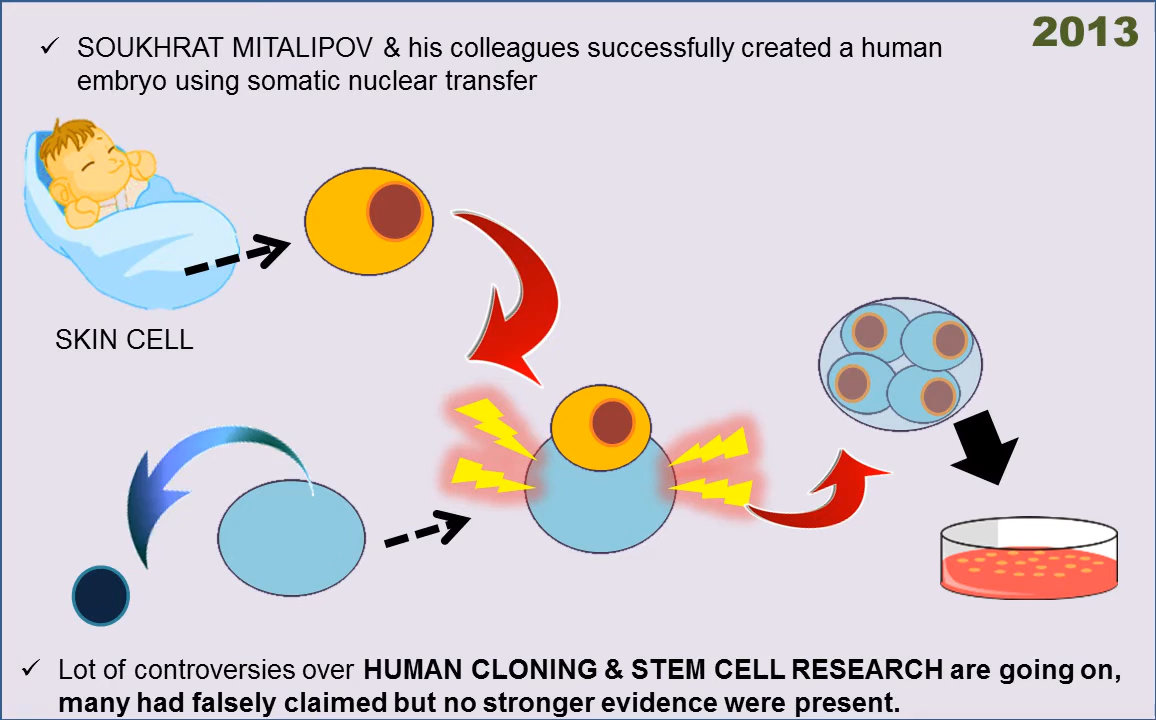 2013
✓ SOUKHRAT MITALIPOV & his colleagues successfully created a human
embryo using somatic nuclear transfer
SKIN CELL
✓ Lot of controversies over HUMAN CLONING & STEM CELL RESEARCH are going on,
many had falsely claimed but no stronger evidence were present.